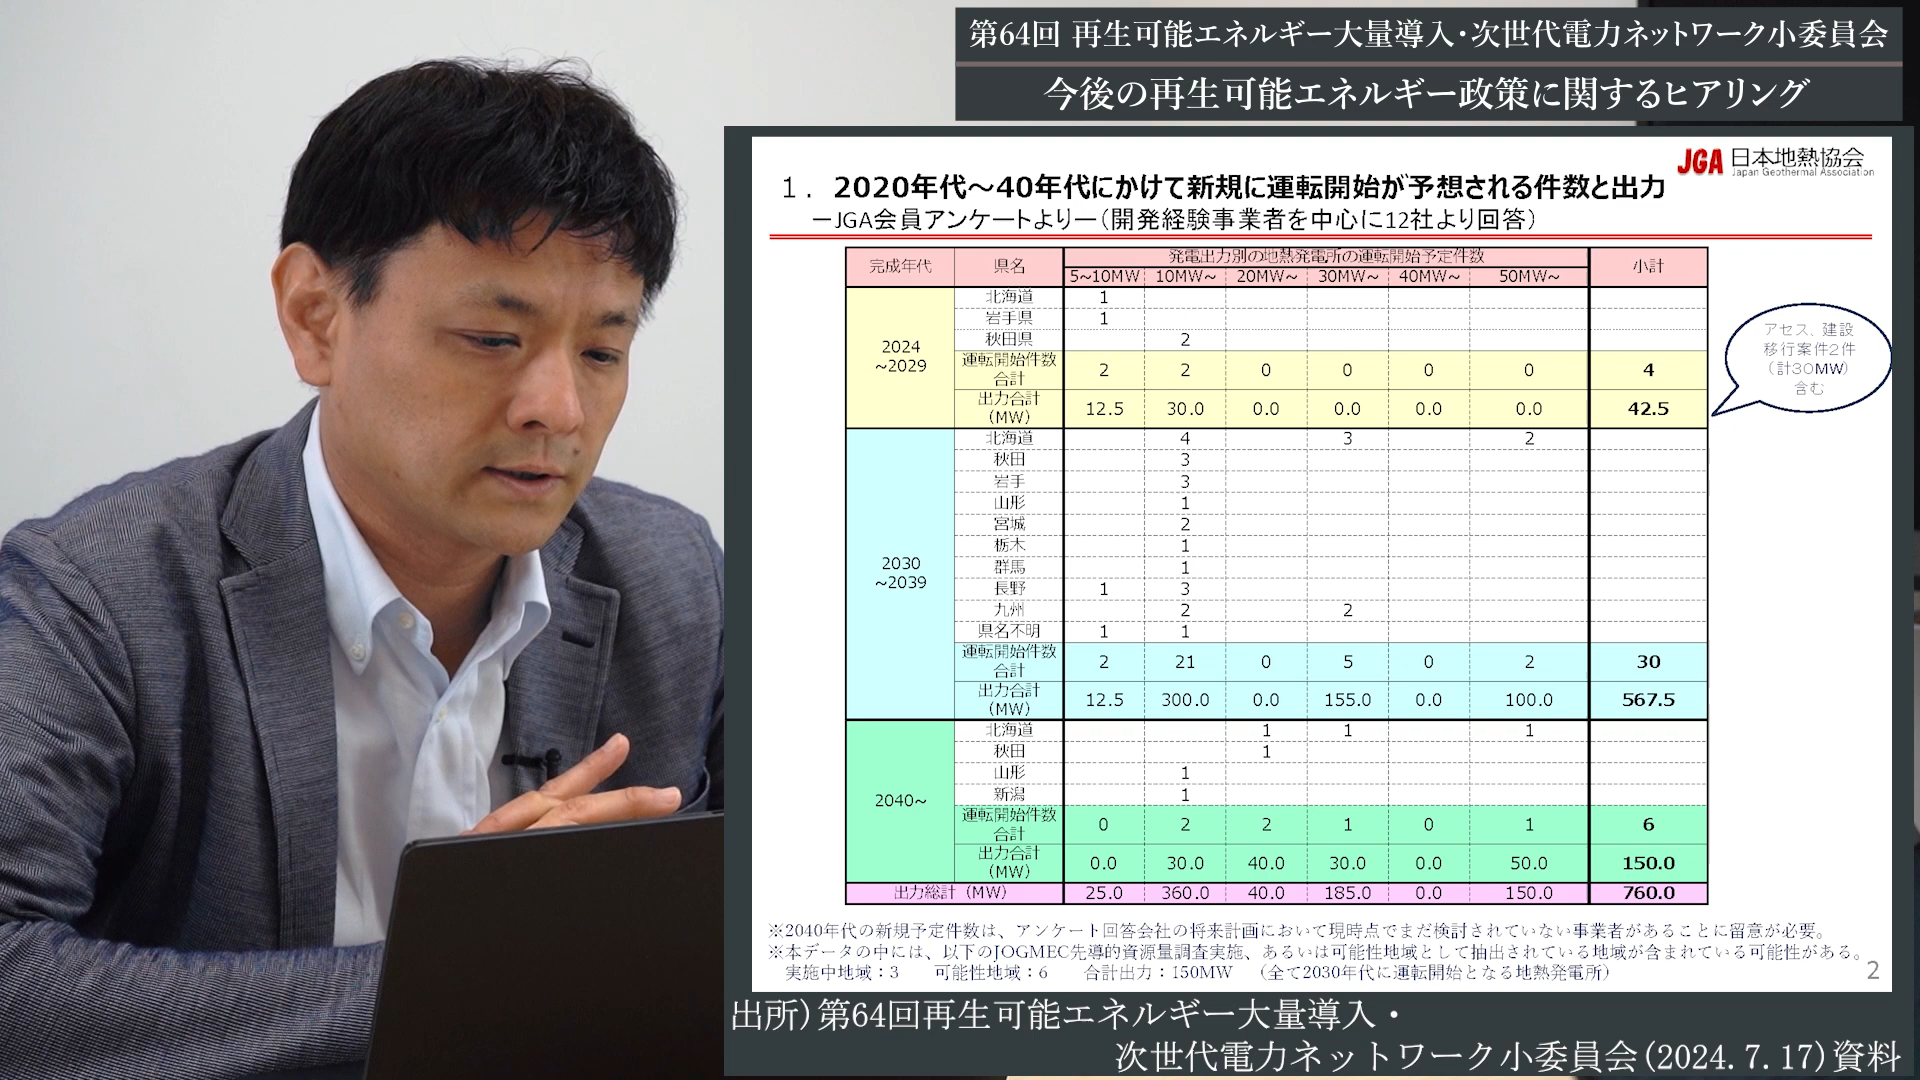 第64回 再生可能エネルギー大量導入・次世代電力ネットワーク小委員会
今後の再生可能エネルギー政策に関するヒアリング
JGA 日本地熱協会
Japan Geothermal Association
1．2020年代～40年代にかけて新規に運転開始が予想される件数と出力
－JGA会員アンケートより－（開発経験事業者を中心に12社より回答）
完成年代 県名 発電出力別の地熱発電所の運転開始予定件数 小計
5~10MW 10MW~ 20MW~ 30MW~ 40MW~ 50MW~
2024~2029
北海道 1
岩手県 1
秋田県 2
運転開始件数合計 2 2 0 0 0 0 4
出力合計（MW） 12.5 30.0 0.0 0.0 0.0 0.0 42.5
アセス、建設
移行案件2件
（計30MW）
含む
2030~2039
北海道 4 3 2
秋田 3
岩手 3
山形 1
宮城 2
栃木 1
群馬 1
長野 1 3
九州 2 2
県名不明 1 1
運転開始件数合計 2 21 0 5 0 2 30
出力合計（MW） 12.5 300.0 0.0 155.0 0.0 100.0 567.5
2040~
北海道 1 1 1
秋田 1
山形 1
新潟 1
運転開始件数合計 0 2 2 1 0 1 6
出力合計（MW） 0.0 30.0 40.0 30.0 0.0 50.0 150.0
出力総計（MW） 25.0 360.0 40.0 185.0 0.0 150.0 760.0
※2040年代の新規予定件数は、アンケート回答会社の将来計画において現時点でまだ検討されていない事業者があることに留意が必要。
※本データの中には、以下のJOGMEC先導的資源量調査実施、あるいは可能性地域として抽出されている地域が含まれている可能性がある。
実施中地域：3 可能性地域：6 合計出力：150MW （全て2030年代に運転開始となる地熱発電所）
2
出所）第64回再生可能エネルギー大量導入・
次世代電力ネットワーク小委員会(2024.7.17)資料